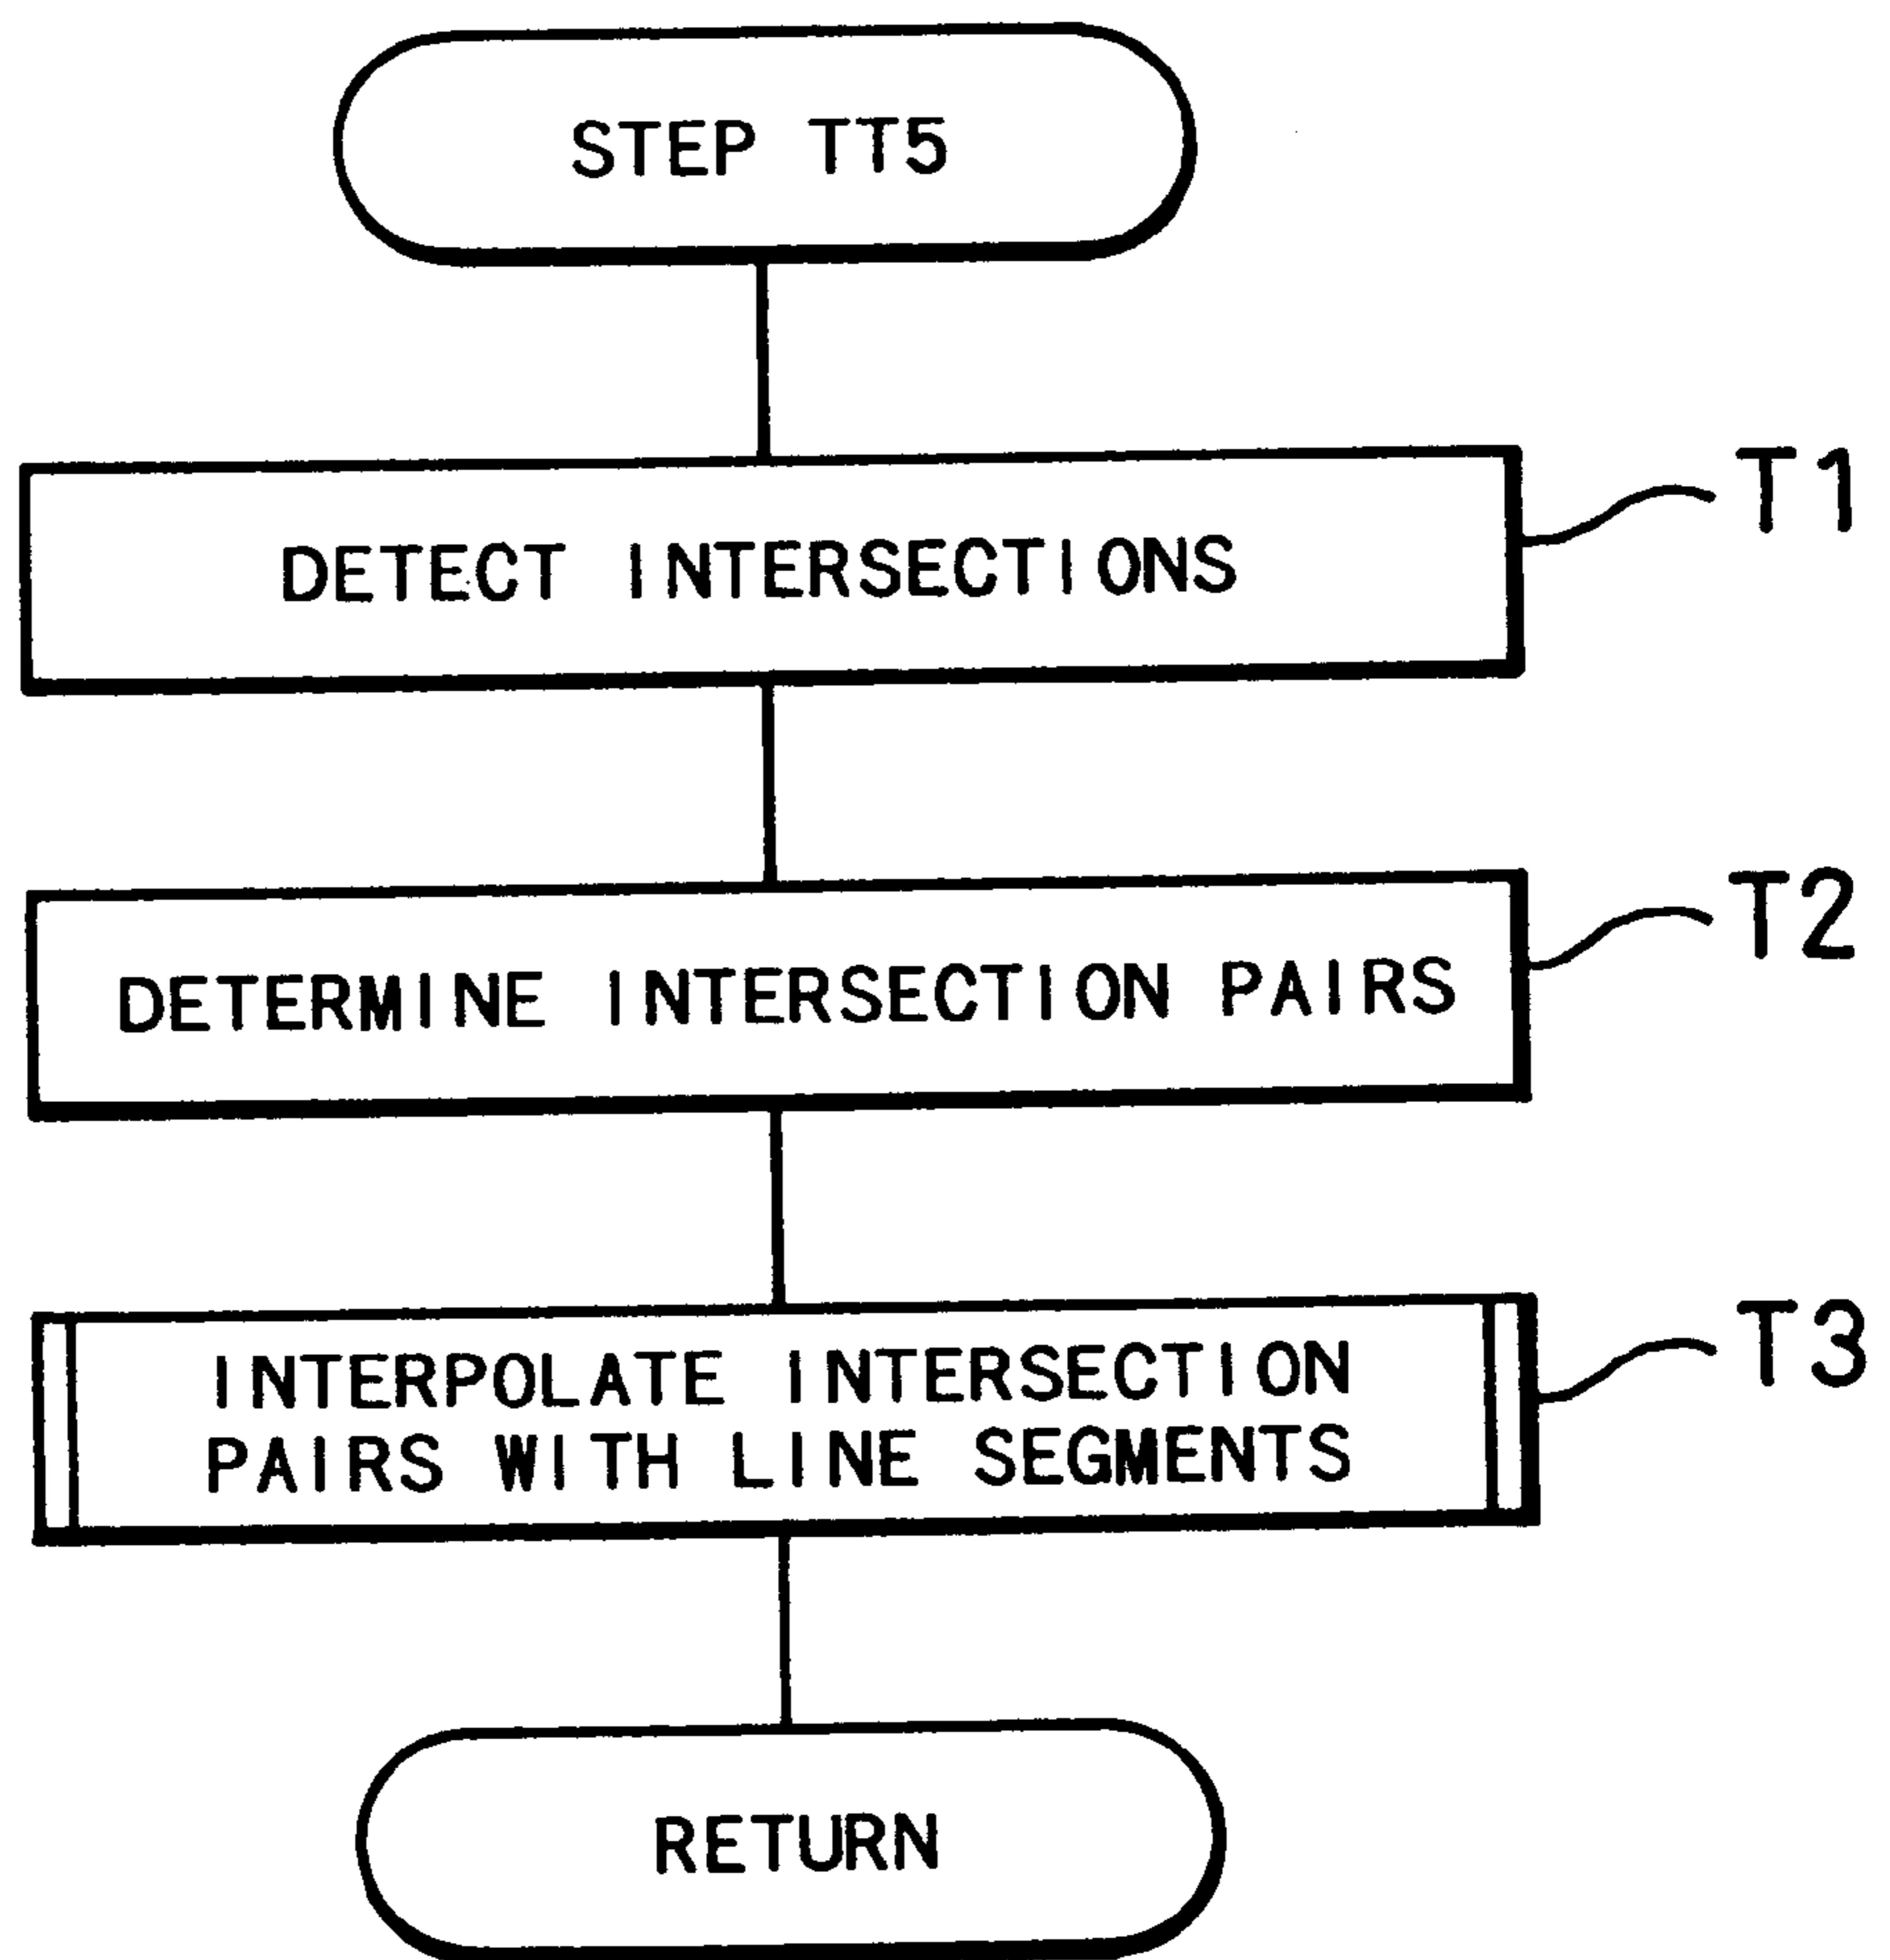 STEP TT5
DETECT INTERSECTIONS
T1
DETERMINE INTERSECTION PAIRS
T2
INTERPOLATE INTERSECTION
PAIRS WITH LINE SEGMENTS
T3
RETURN